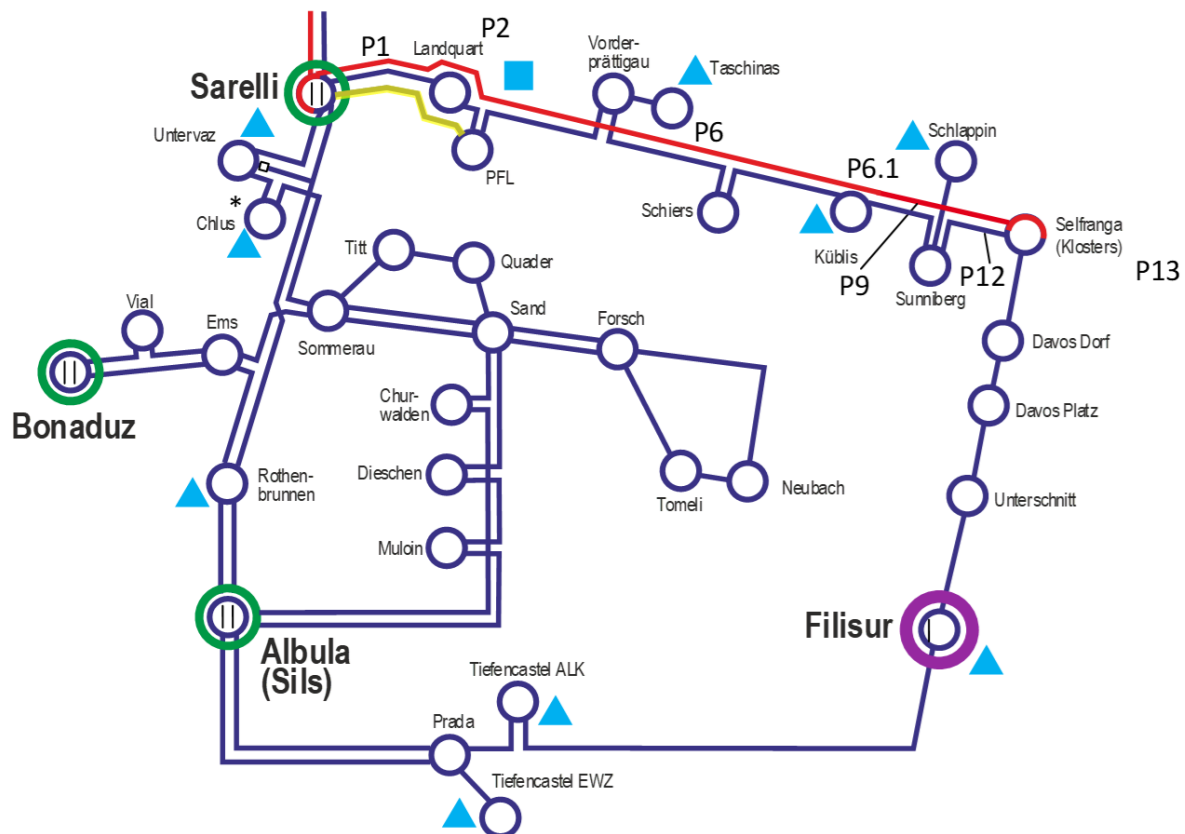 P1
P2
Landquart
Vorder-
prättigau
Taschinas
Sarelli
Untervaz
P6
Schlappin
PFL
P6.1
*
Chlus
Schiers
Selfranga
(Klosters)
Titt
Quader
Küblis
P9
Sunniberg
P12
P13
Vial
Ems
Sand
Forsch
Sommerau
Davos Dorf
Bonaduz
Chur-
walden
Davos Platz
Rothen-
brunnen
Dieschen
Tomeli
Neubach
Unterschnitt
Muloin
Filisur
Albula
(Sils)
Tiefencastel ALK
Prada
Tiefencastel EWZ